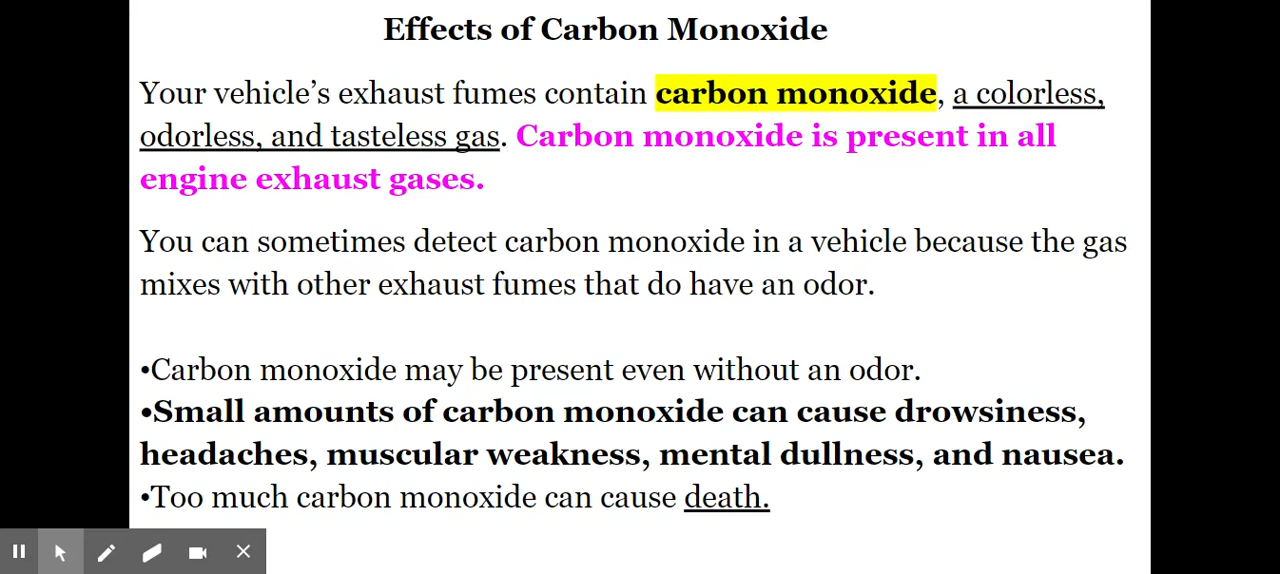 Effects of Carbon Monoxide
Your vehicle’s exhaust fumes contain carbon monoxide, a colorless,
odorless, and tasteless gas. Carbon monoxide is present in all
engine exhaust gases.
You can sometimes detect carbon monoxide in a vehicle because the gas
mixes with other exhaust fumes that do have an odor.
•Carbon monoxide may be present even without an odor.
•Small amounts of carbon monoxide can cause drowsiness,
headaches, muscular weakness, mental dullness, and nausea.
•Too much carbon monoxide can cause death.